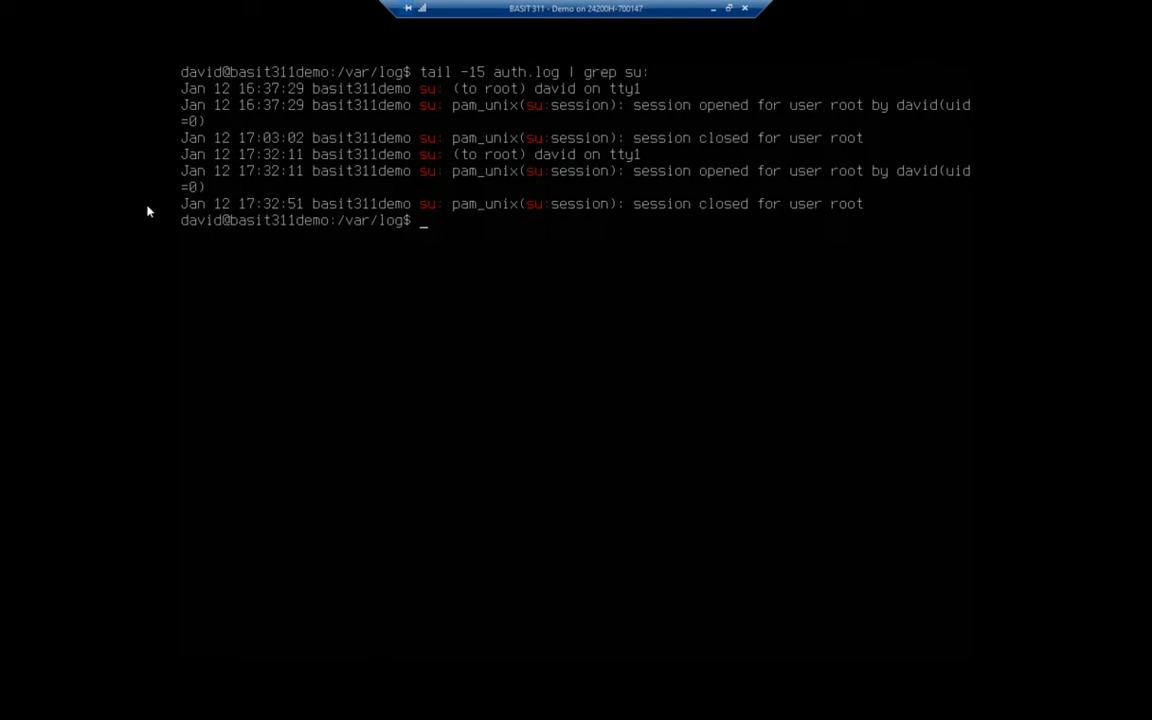 BASIT 311 - Demo on 24200H-700147
david@basit311demo:/var/log$ tail -15 auth.log | grep su:
Jan 12 16:37:29 basit311demo su: (to root) david on tty1
Jan 12 16:37:29 basit311demo su: pam_unix(su:session): session opened for user root by david(uid
=0)
Jan 12 17:03:02 basit311demo su: pam_unix(su:session): session closed for user root
Jan 12 17:32:11 basit311demo su: (to root) david on tty1
Jan 12 17:32:11 basit311demo su: pam_unix(su:session): session opened for user root by david(uid
=0)
Jan 12 17:32:51 basit311demo su: pam_unix(su:session): session closed for user root
david@basit311demo:/var/log$ _